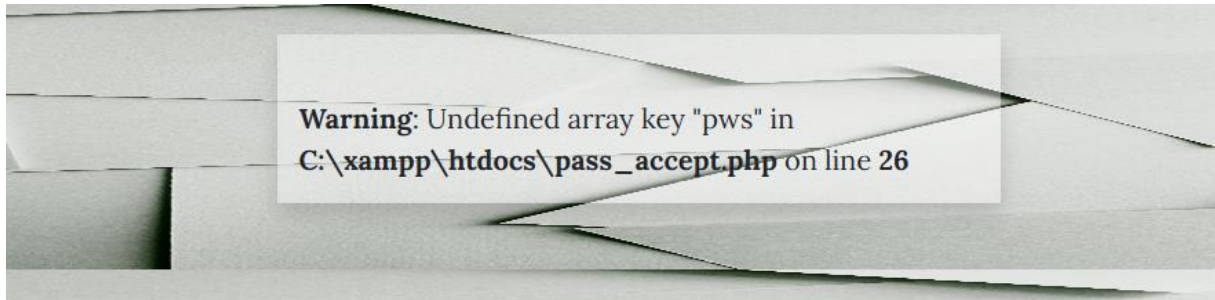 Warning: Undefined array key "pws" in
C:\xampp\htdocs\pass_accept.php on line 26